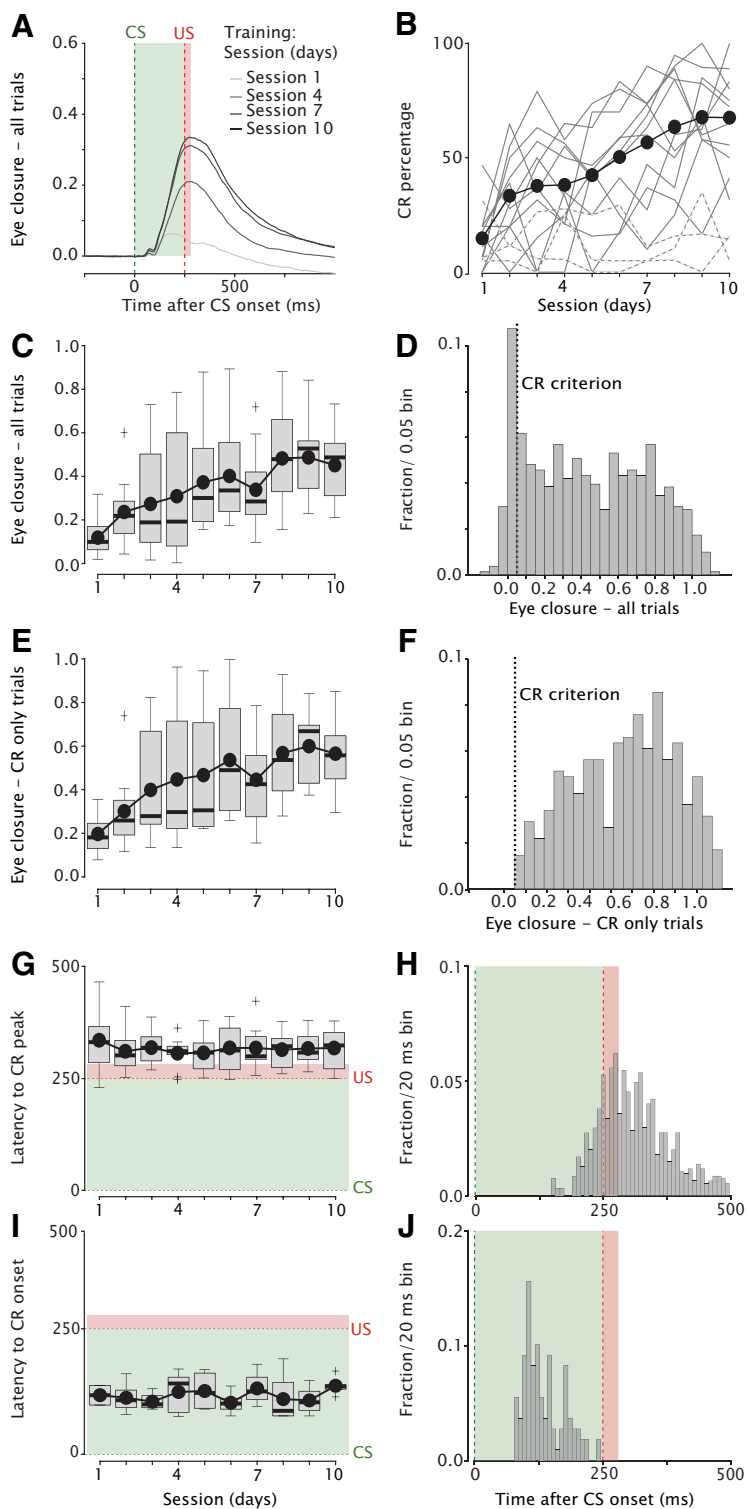 A
CS
US
Training:
Session (days)
Session 1
Session 4
Session 7
Session 10
0.6
0.4
0.2
0.0
Eye closure – all trials
0
500
Time after CS onset (ms)
B
100
50
0
CR percentage
1
4
7
10
Session (days)
C
1.0
0.8
0.6
0.4
0.2
0.0
Eye closure – all trials
1
4
7
10
D
0.1
0.0
Fraction/ 0.05 bin
CR criterion
0.0
0.2
0.4
0.6
0.8
1.0
Eye closure – all trials
E
1.0
0.8
0.6
0.4
0.2
0.0
Eye closure – CR only trials
1
4
7
10
F
0.1
0.0
Fraction/ 0.05 bin
CR criterion
0.0
0.2
0.4
0.6
0.8
1.0
Eye closure – CR only trials
G
500
250
0
Latency to CR peak
US
CS
1
4
7
10
H
0.1
0.05
0.0
Fraction/20 ms bin
0
250
500
I
500
250
0
Latency to CR onset
US
CS
1
4
7
10
Session (days)
J
0.2
0.1
0.0
Fraction/20 ms bin
0
250
500
Time after CS onset (ms)